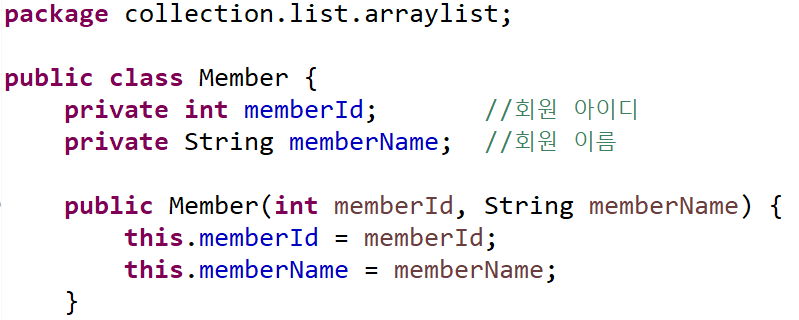 package collection.list.arraylist;
public class Member {
private int memberId; //회원 아이디
private String memberName; //회원 이름
public Member(int memberId, String memberName) {
this.memberId = memberId;
this.memberName = memberName;
}